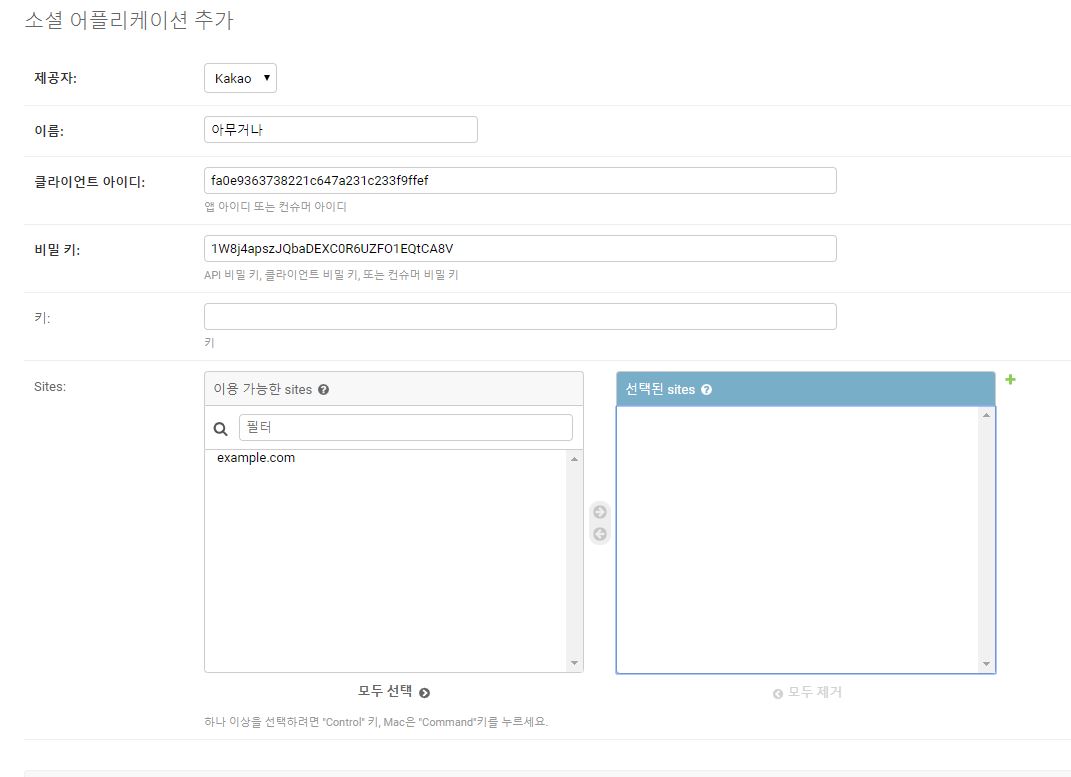 소셜 어플리케이션 추가
제공자:
Kakao
이름:
아무거나
클라이언트 아이디:
fa0e9363738221c647a231c233f9ffef
앱 아이디 또는 컨슈머 아이디
비밀 키:
1W8j4apszJQbaDEXC0R6UZFO1EQtCA8V
API 비밀 키, 클라이언트 비밀 키, 또는 컨슈머 비밀 키
키:
키
Sites:
이용 가능한 sites
선택된 sites
필터
example.com
모두 선택
모두 제거
하나 이상을 선택하려면 "Control" 키, Mac은 "Command"키를 누르세요.